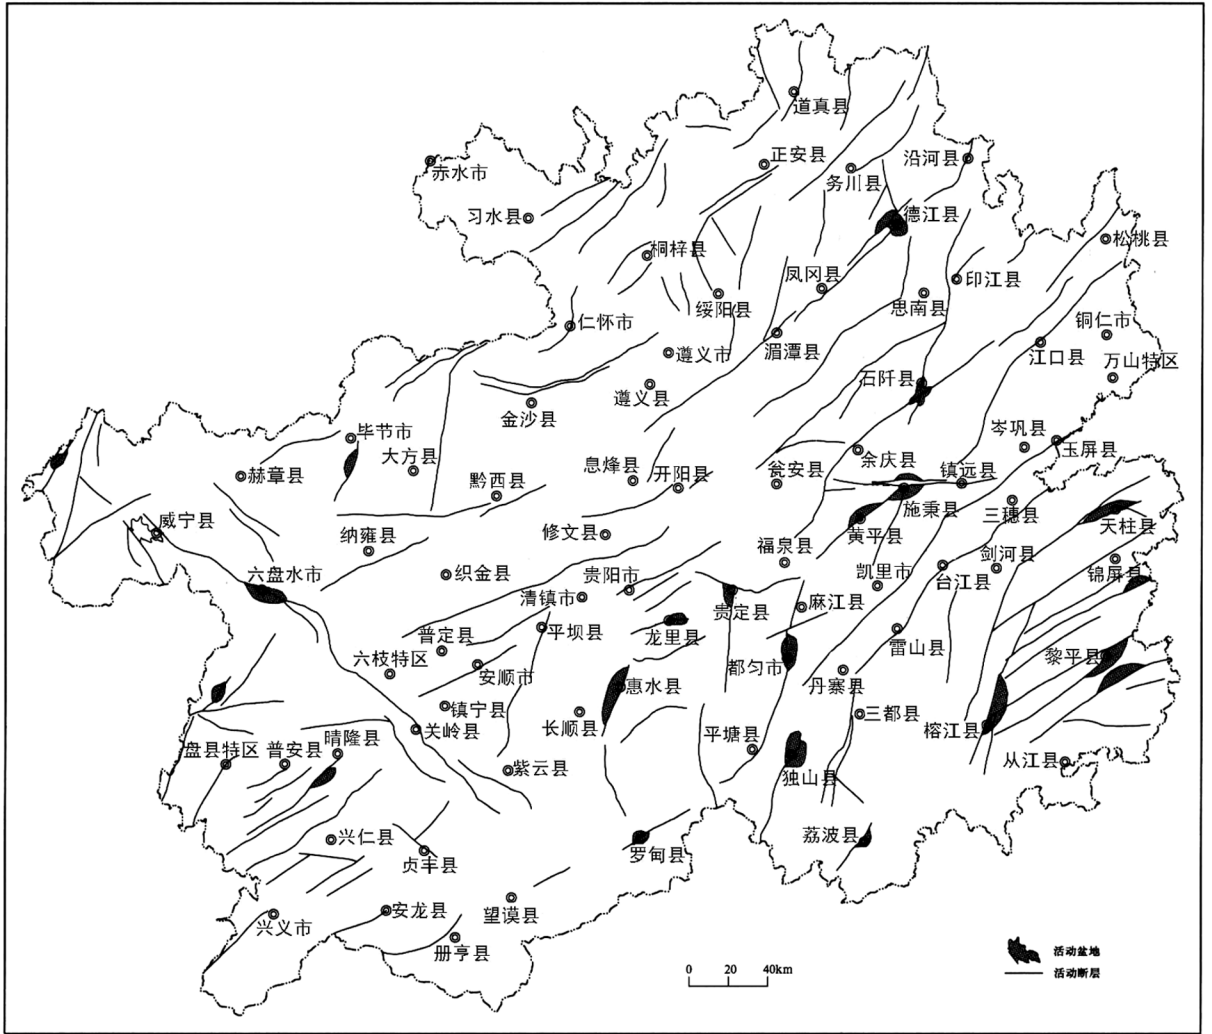 道真县
正安县
沿河县
务川县
赤水市
习水县
德江县
松桃县
桐梓县
凤冈县
印江县
绥阳县
思南县
仁怀市
铜仁市
遵义市
湄潭县
江口县
万山特区
石阡县
遵义县
金沙县
毕节市
岑巩县
玉屏县
大方县
余庆县
息烽县
开阳县
瓮安县
镇远县
赫章县
黔西县
施秉县
三穗县
天柱县
威宁县
纳雍县
修文县
黄平县
福泉县
剑河县
六盘水市
织金县
贵阳市
凯里市
台江县
锦屏县
清镇市
贵定县
麻江县
普定县
平坝县
龙里县
雷山县
六枝特区
安顺市
都匀市
黎平县
惠水县
丹寨县
镇宁县
长顺县
三都县
关岭县
平塘县
榕江县
盘县特区
普安县
晴隆县
紫云县
独山县
从江县
兴仁县
荔波县
贞丰县
罗甸县
安龙县
望谟县
兴义市
册亨县
活动盆地
活动断层
0 20 40km